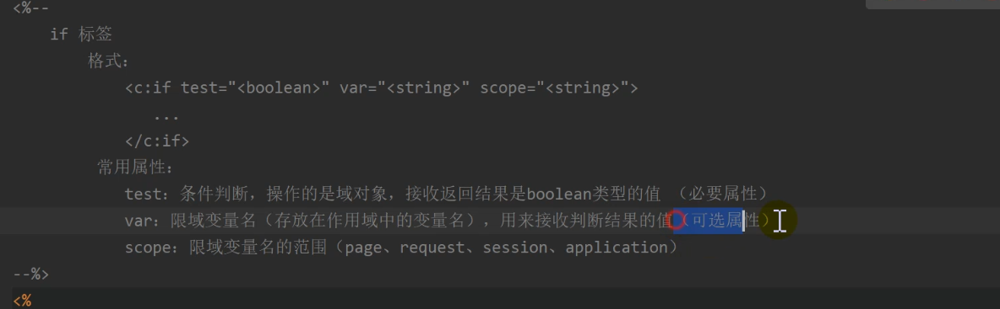 <%--
if 标签
格式：
<c:if test="<boolean>" var="<string>" scope="<string>">
...
</c:if>
常用属性：
test：条件判断，操作的是域对象，接收返回结果是boolean类型的值 （必要属性）
var：限域变量名（存放在作用域中的变量名），用来接收判断结果的值（可选属性）
scope：限域变量名的范围（page、request、session、application）
--%>
<%